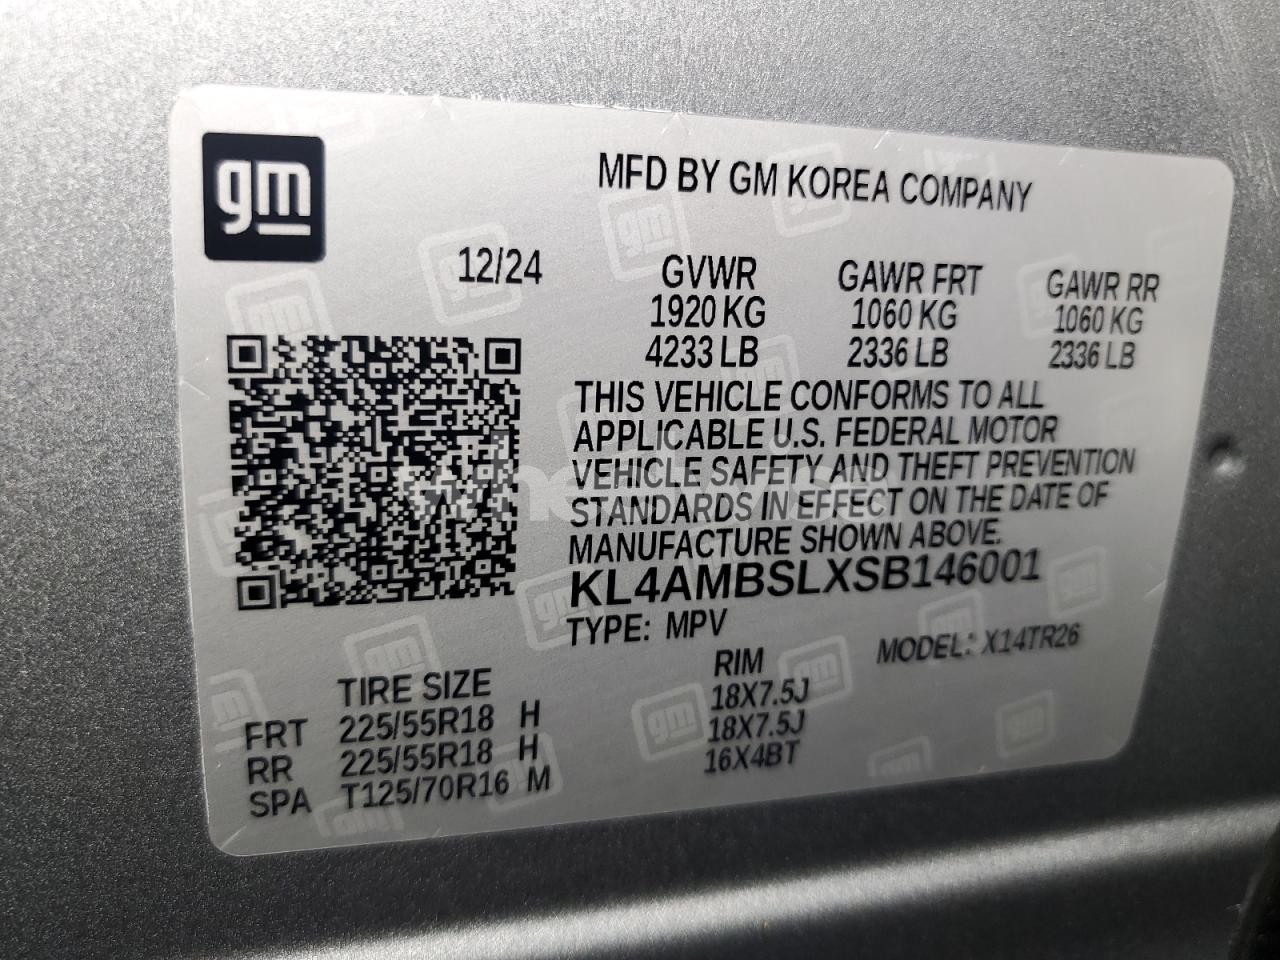 gm
MFD BY GM KOREA COMPANY
12/24 GVWR GAWR FRT GAWR RR
1920 KG 1060 KG 1060 KG
4233 LB 2336 LB 2336 LB
THIS VEHICLE CONFORMS TO ALL
APPLICABLE U.S. FEDERAL MOTOR
VEHICLE SAFETY AND THEFT PREVENTION
STANDARDS IN EFFECT ON THE DATE OF
MANUFACTURE SHOWN ABOVE.
KL4AMBSLXSB146001
TYPE: MPV MODEL: X14TR26
TIRE SIZE RIM
FRT 225/55R18 H 18X7.5J
RR 225/55R18 H 18X7.5J
SPA T125/70R16 M 16X4BT